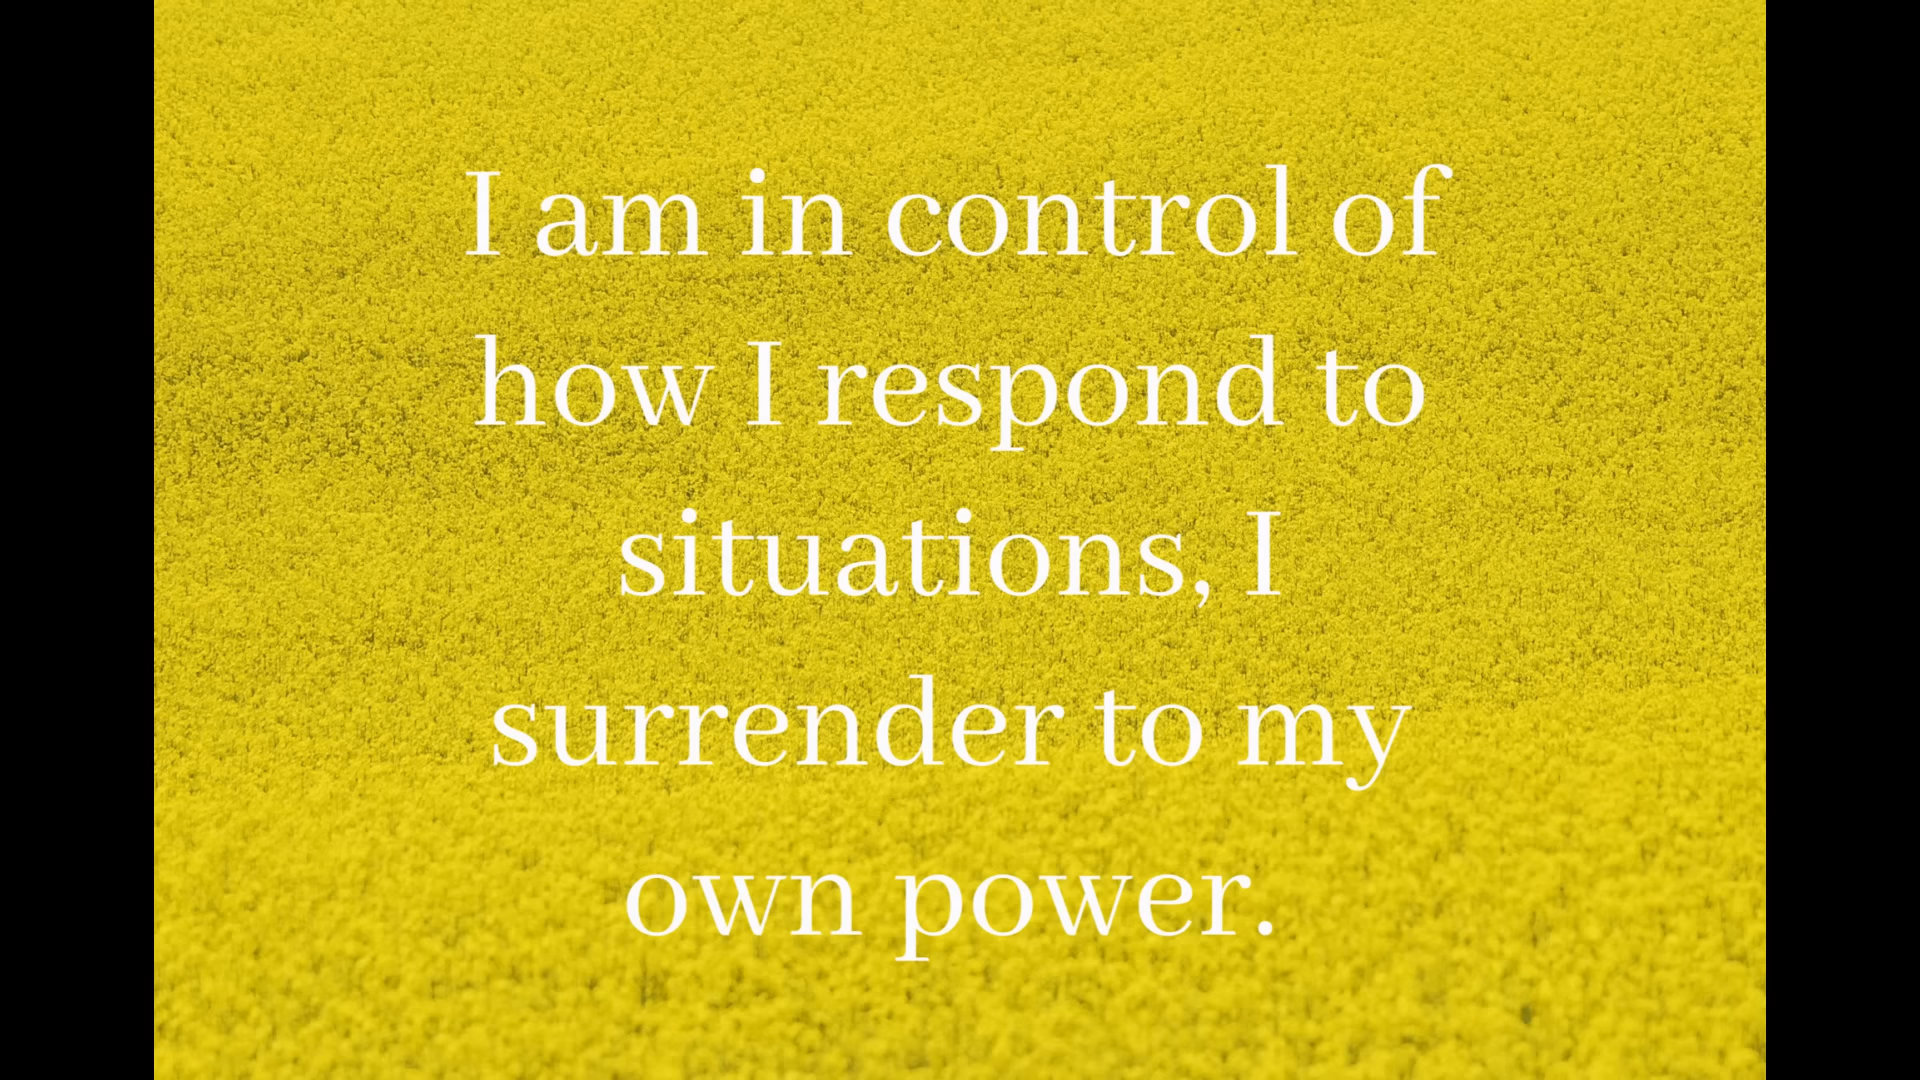 I am in control of
how I respond to
situations, I
surrender to my
own power.